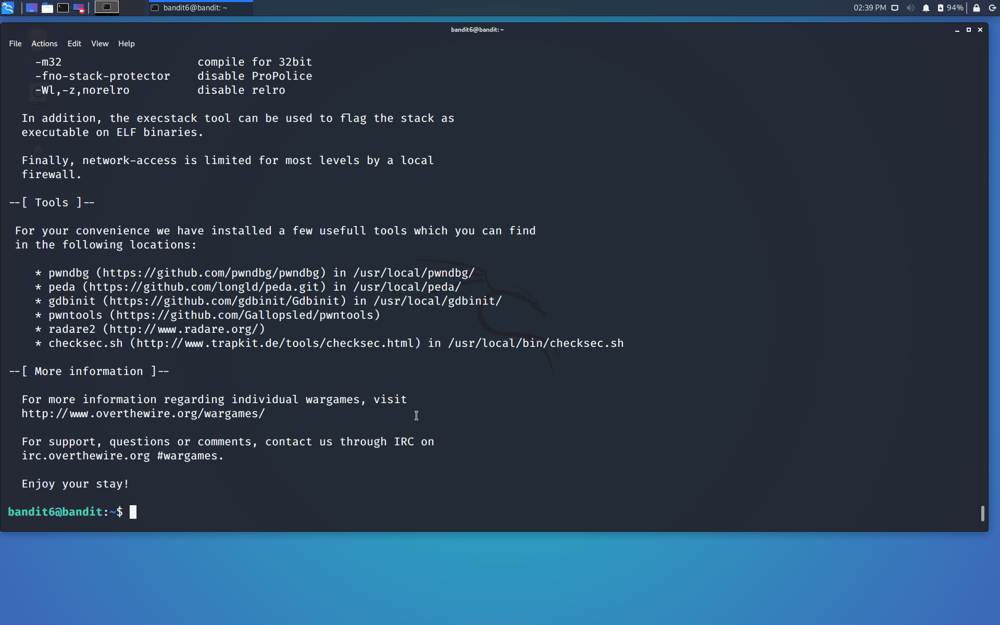 bandit6@bandit: ~
02:39 PM
94%
bandit6@bandit: ~
File Actions Edit View Help
-m32 compile for 32bit
-fno-stack-protector disable ProPolice
-Wl,-z,norelro disable relro
In addition, the execstack tool can be used to flag the stack as
executable on ELF binaries.
Finally, network-access is limited for most levels by a local
firewall.
--[ Tools ]--
For your convenience we have installed a few usefull tools which you can find
in the following locations:
* pwndbg (https://github.com/pwndbg/pwndbg) in /usr/local/pwndbg/
* peda (https://github.com/longld/peda.git) in /usr/local/peda/
* gdbinit (https://github.com/gdbinit/Gdbinit) in /usr/local/gdbinit/
* pwntools (https://github.com/Gallopsled/pwntools)
* radare2 (http://www.radare.org/)
* checksec.sh (http://www.trapkit.de/tools/checksec.html) in /usr/local/bin/checksec.sh
--[ More information ]--
For more information regarding individual wargames, visit
http://www.overthewire.org/wargames/
For support, questions or comments, contact us through IRC on
irc.overthewire.org #wargames.
Enjoy your stay!
bandit6@bandit:~$